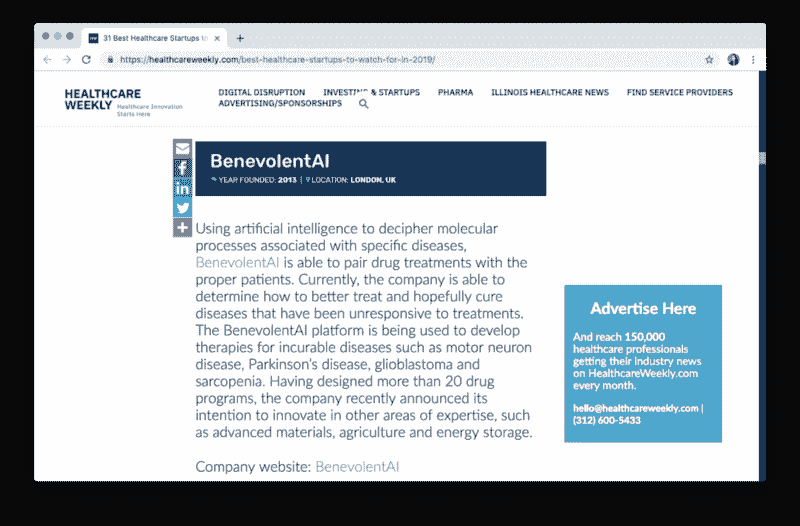 31 Best Healthcare Startups to
https://healthcareweekly.com/best-healthcare-startups-to-watch-for-in-2019/
HEALTHCARE
WEEKLY Healthcare Innovation
Starts Here
DIGITAL DISRUPTION INVESTING & STARTUPS PHARMA ILLINOIS HEALTHCARE NEWS FIND SERVICE PROVIDERS
ADVERTISING/SPONSORSHIPS
BenevolentAI
YEAR FOUNDED: 2013 | LOCATION: LONDON, UK
Using artificial intelligence to decipher molecular
processes associated with specific diseases,
BenevolentAI is able to pair drug treatments with the
proper patients. Currently, the company is able to
determine how to better treat and hopefully cure
diseases that have been unresponsive to treatments.
The BenevolentAI platform is being used to develop
therapies for incurable diseases such as motor neuron
disease, Parkinson's disease, glioblastoma and
sarcopenia. Having designed more than 20 drug
programs, the company recently announced its
intention to innovate in other areas of expertise, such
as advanced materials, agriculture and energy storage.
Company website: BenevolentAI
Advertise Here
And reach 150,000
healthcare professionals
getting their industry news
on HealthcareWeekly.com
every month.
hello@healthcareweekly.com |
(312) 600-5433